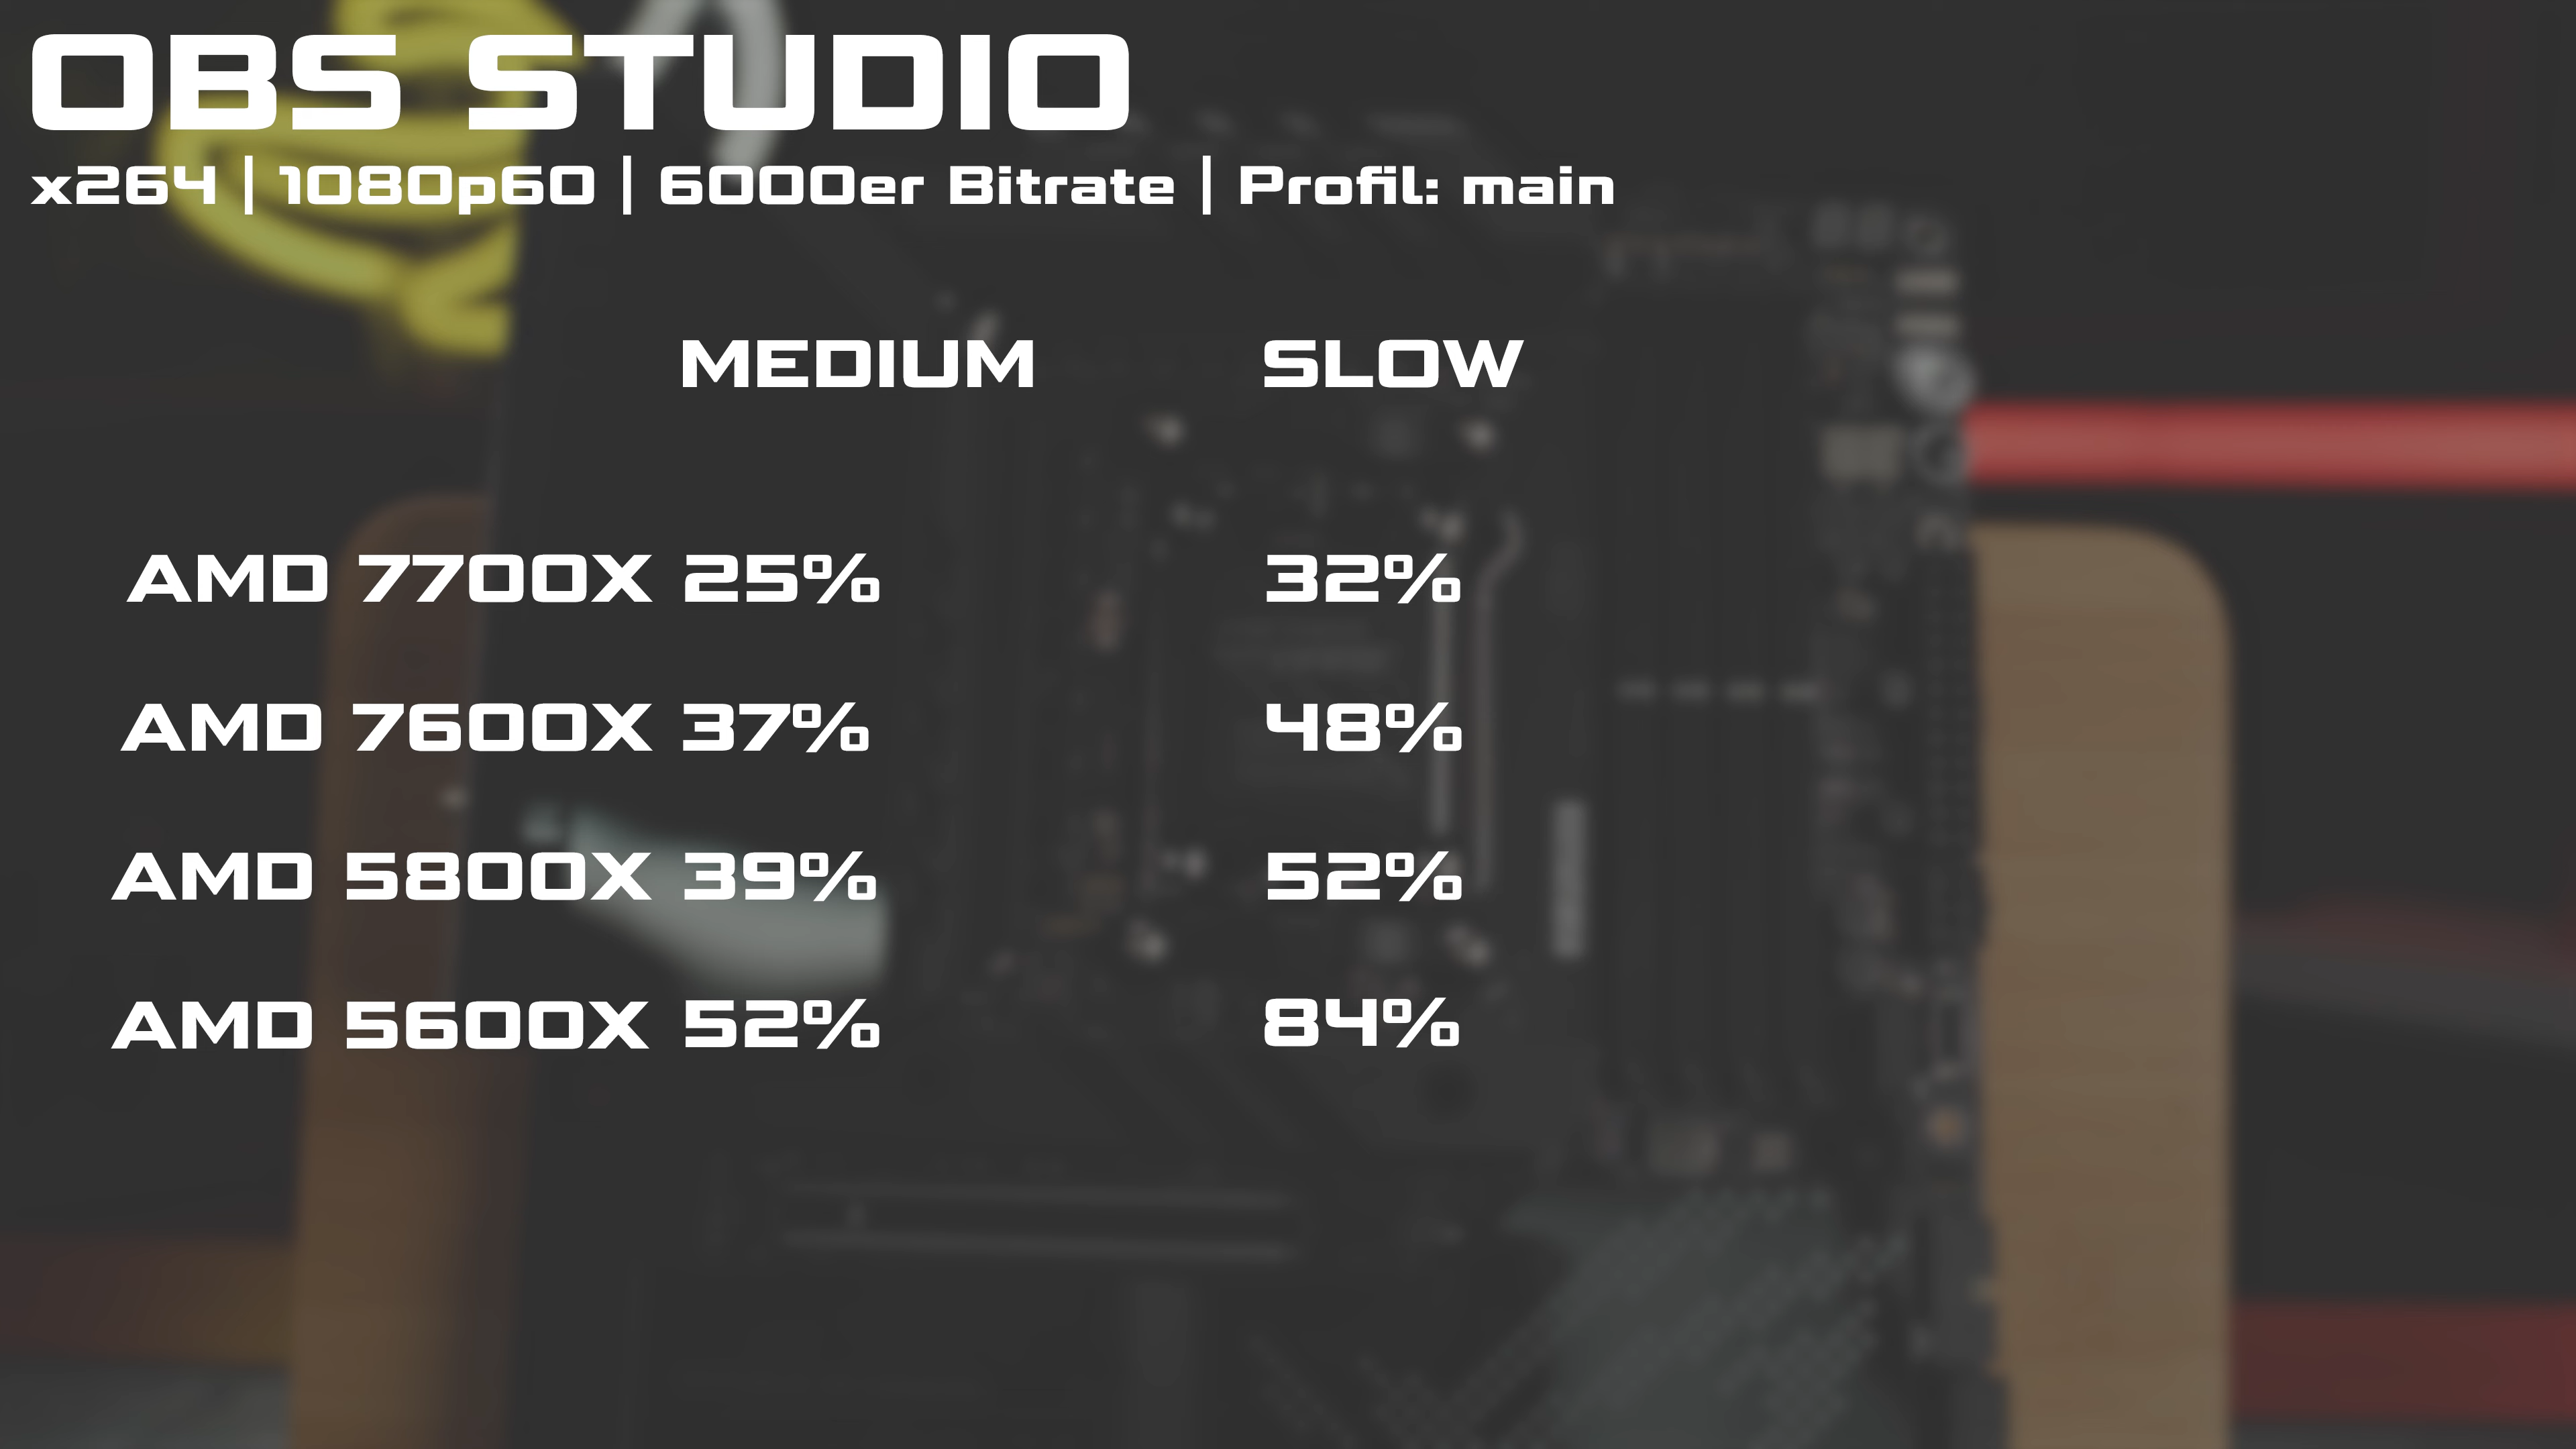 OBS STUDIO
x264 | 1080p60 | 6000er Bitrate | Profil: main
MEDIUM SLOW
AMD 7700X 25% 32%
AMD 7600X 37% 48%
AMD 5800X 39% 52%
AMD 5600X 52% 84%